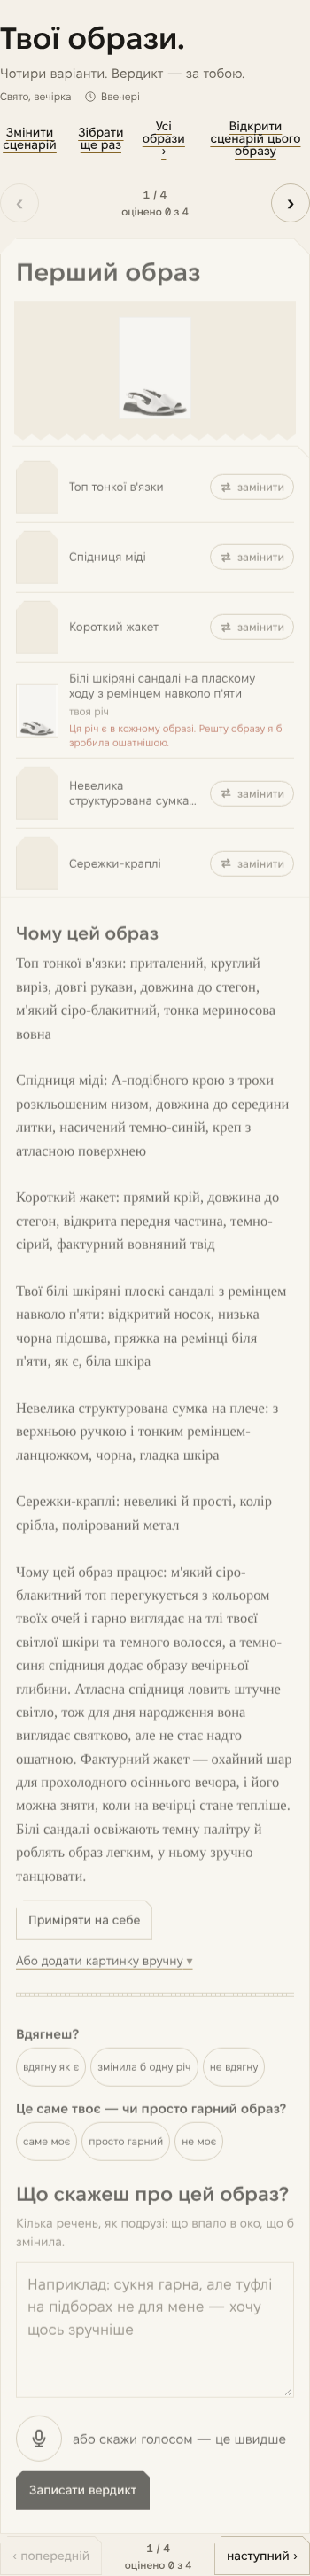 Твої образи.
Чотири варіанти. Вердикт — за тобою.
Свято, вечірка Ввечері
Змінити сценарій
Зібрати ще раз
Усі образи ›
Відкрити сценарій цього образу
‹
1 / 4
оцінено 0 з 4
›
Перший образ
Топ тонкої в'язки
⇄ замінити
Спідниця міді
⇄ замінити
Короткий жакет
⇄ замінити
Білі шкіряні сандалі на пласкому
ходу з ремінцем навколо п'яти
твоя річ
Ця річ є в кожному образі. Решту образу я б
зробила ошатнішою.
Невелика
структурована сумка...
⇄ замінити
Сережки-краплі
⇄ замінити
Чому цей образ
Топ тонкої в'язки: приталений, круглий
виріз, довгі рукави, довжина до стегон,
м'який сіро-блакитний, тонка мериносова
вовна
Спідниця міді: А-подібного крою з трохи
розкльошеним низом, довжина до середини
литки, насичений темно-синій, креп з
атласною поверхнею
Короткий жакет: прямий крій, довжина до
стегон, відкрита передня частина, темно-
сірий, фактурний вовняний твід
Твої білі шкіряні плоскі сандалі з ремінцем
навколо п'яти: відкритий носок, низька
чорна підошва, пряжка на ремінці біля
п'яти, як є, біла шкіра
Невелика структурована сумка на плече: з
верхньою ручкою і тонким ремінцем-
ланцюжком, чорна, гладка шкіра
Сережки-краплі: невеликі й прості, колір
срібла, полірований метал
Чому цей образ працює: м'який сіро-
блакитний топ перегукується з кольором
твоїх очей і гарно виглядає на тлі твоєї
світлої шкіри та темного волосся, а темно-
синя спідниця додає образу вечірньої
глибини. Атласна спідниця ловить штучне
світло, тож для дня народження вона
виглядає святково, але не стає надто
ошатною. Фактурний жакет — охайний шар
для прохолодного осіннього вечора, і його
можна зняти, коли на вечірці стане тепліше.
Білі сандалі освіжають темну палітру й
роблять образ легким, у ньому зручно
танцювати.
Приміряти на себе
Або додати картинку вручну ▾
Вдягнеш?
вдягну як є
змінила б одну річ
не вдягну
Це саме твоє — чи просто гарний образ?
саме моє
просто гарний
не моє
Що скажеш про цей образ?
Кілька речень, як подрузі: що впало в око, що б
змінила.
Наприклад: сукня гарна, але туфлі
на підборах не для мене — хочу
щось зручніше
або скажи голосом — це швидше
Записати вердикт
‹ попередній
1 / 4
оцінено 0 з 4
наступний ›